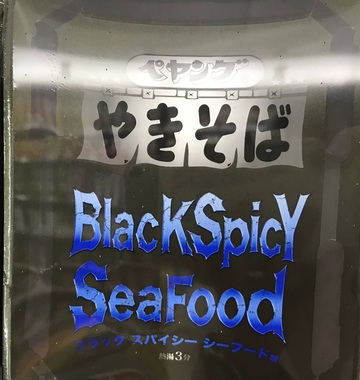 ペヤング
やきそば
BlacKSpicY
SeaFood
ブラック スパイシー シーフード味
熱湯3分